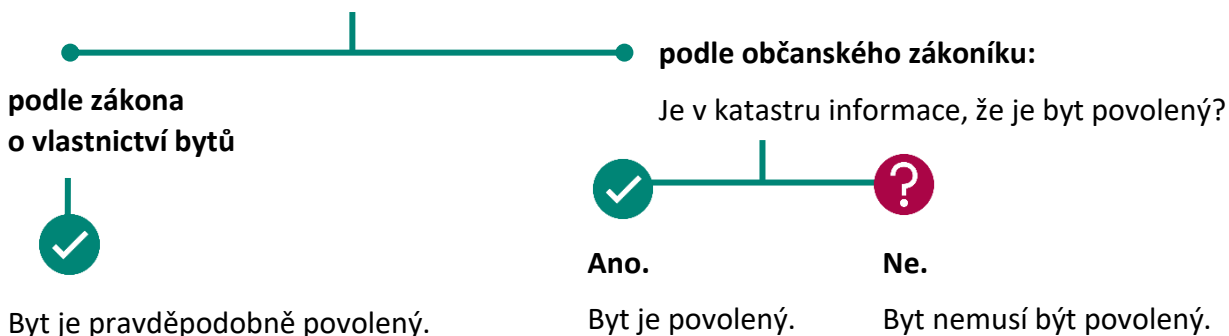 podle zákona
o vlastnictví bytů
Byt je pravděpodobně povolený.
podle občanského zákoníku:
Je v katastru informace, že je byt povolený?
?
Ano.
Byt je povolený.
Ne.
Byt nemusí být povolený.